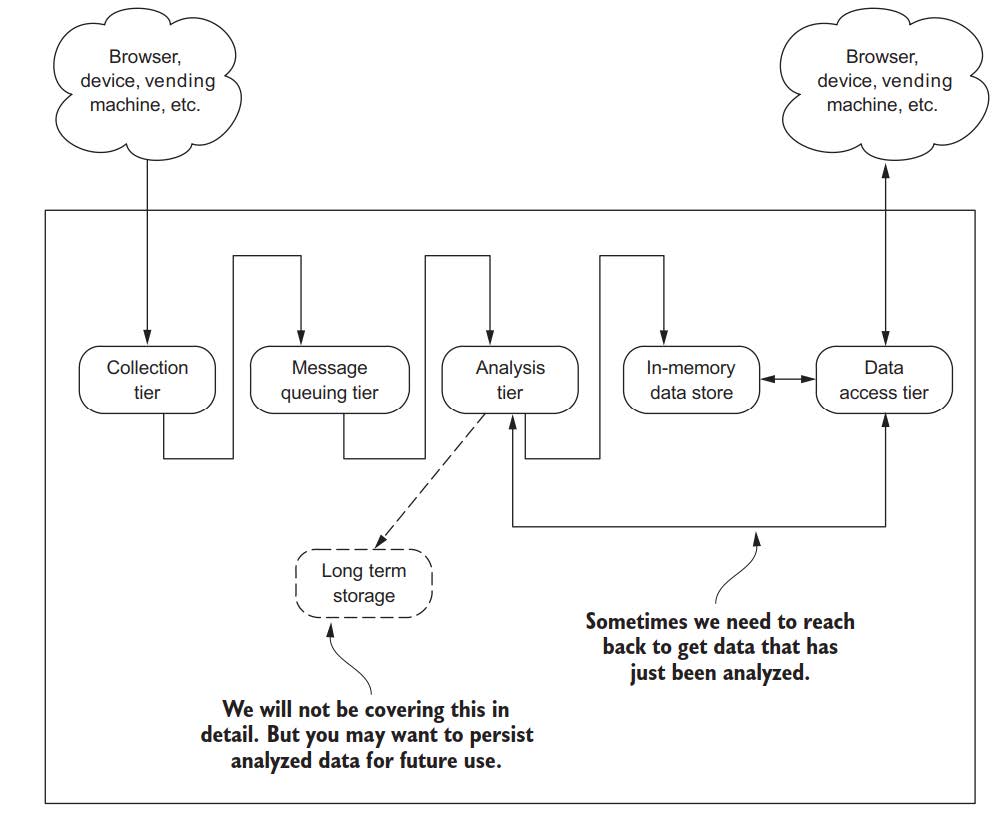 Browser,
device, vending
machine, etc.
Browser,
device, vending
machine, etc.
Collection
tier
Message
queuing tier
Analysis
tier
In-memory
data store
Data
access tier
Long term
storage
Sometimes we need to reach
back to get data that has
just been analyzed.
We will not be covering this in
detail. But you may want to persist
analyzed data for future use.